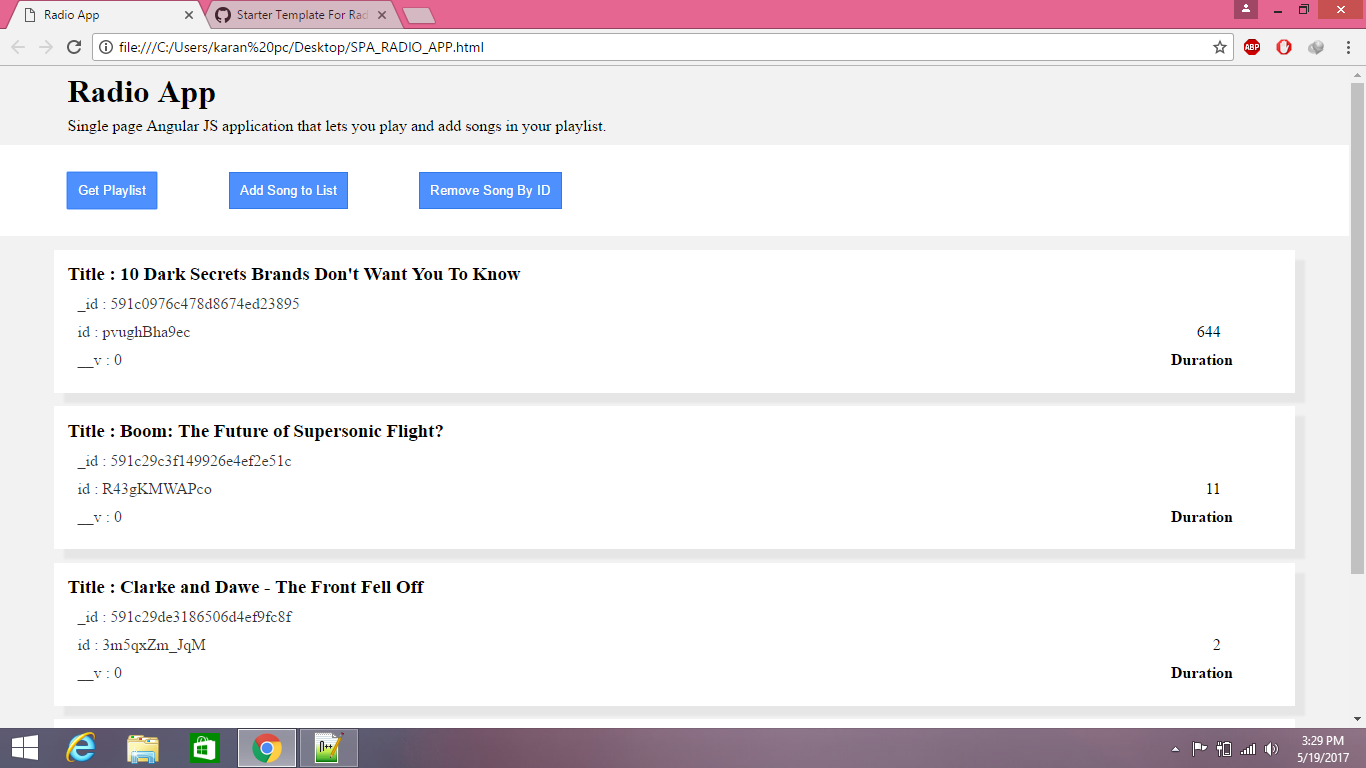 Radio App
Starter Template For Rad
file:///C:/Users/karan%20pc/Desktop/SPA_RADIO_APP.html
ABP
Radio App
Single page Angular JS application that lets you play and add songs in your playlist.
Get Playlist
Add Song to List
Remove Song By ID
Title : 10 Dark Secrets Brands Don't Want You To Know
_id : 591c0976c478d8674ed23895
id : pvughBha9ec
644
__v : 0
Duration
Title : Boom: The Future of Supersonic Flight?
_id : 591c29c3f149926e4ef2e51c
id : R43gKMWAPco
11
__v : 0
Duration
Title : Clarke and Dawe - The Front Fell Off
_id : 591c29de3186506d4ef9fc8f
id : 3m5qxZm_JqM
2
__v : 0
Duration
3:29 PM
5/19/2017